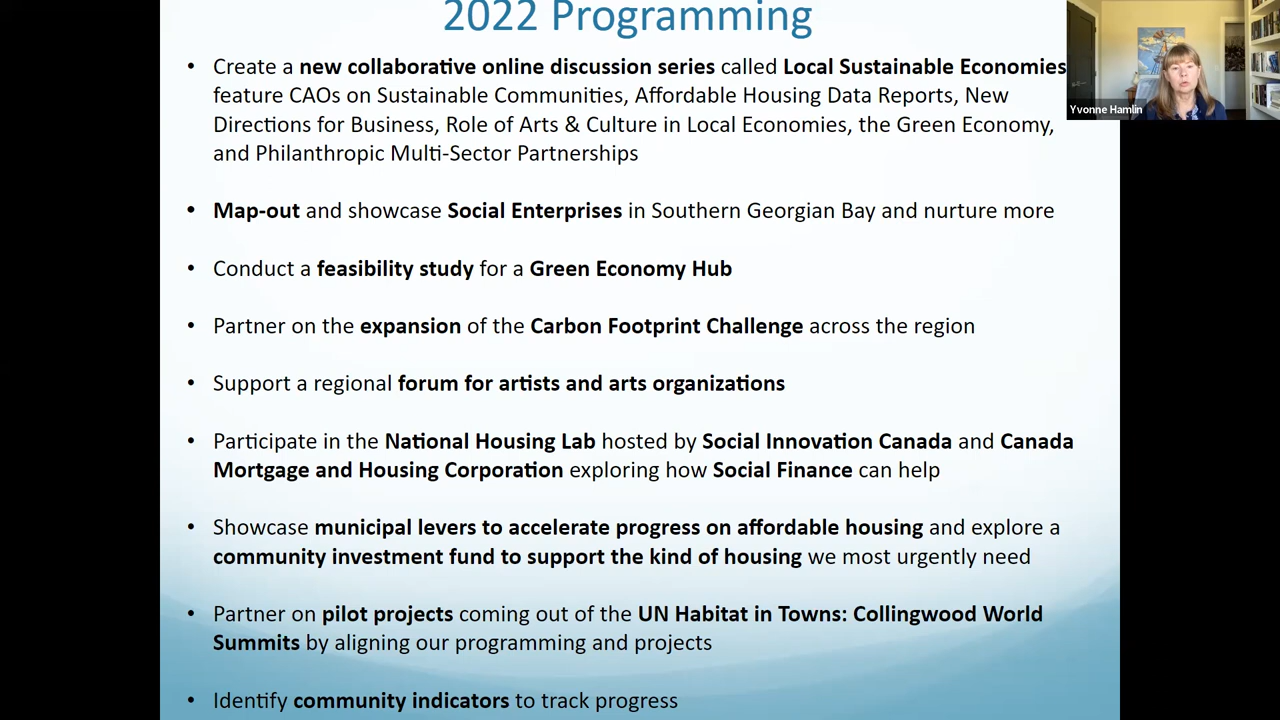 2022 Programming
Yvonne Hamlin
• Create a new collaborative online discussion series called Local Sustainable Economies
feature CAOs on Sustainable Communities, Affordable Housing Data Reports, New
Directions for Business, Role of Arts & Culture in Local Economies, the Green Economy,
and Philanthropic Multi-Sector Partnerships
• Map-out and showcase Social Enterprises in Southern Georgian Bay and nurture more
• Conduct a feasibility study for a Green Economy Hub
• Partner on the expansion of the Carbon Footprint Challenge across the region
• Support a regional forum for artists and arts organizations
• Participate in the National Housing Lab hosted by Social Innovation Canada and Canada
Mortgage and Housing Corporation exploring how Social Finance can help
• Showcase municipal levers to accelerate progress on affordable housing and explore a
community investment fund to support the kind of housing we most urgently need
• Partner on pilot projects coming out of the UN Habitat in Towns: Collingwood World
Summits by aligning our programming and projects
• Identify community indicators to track progress